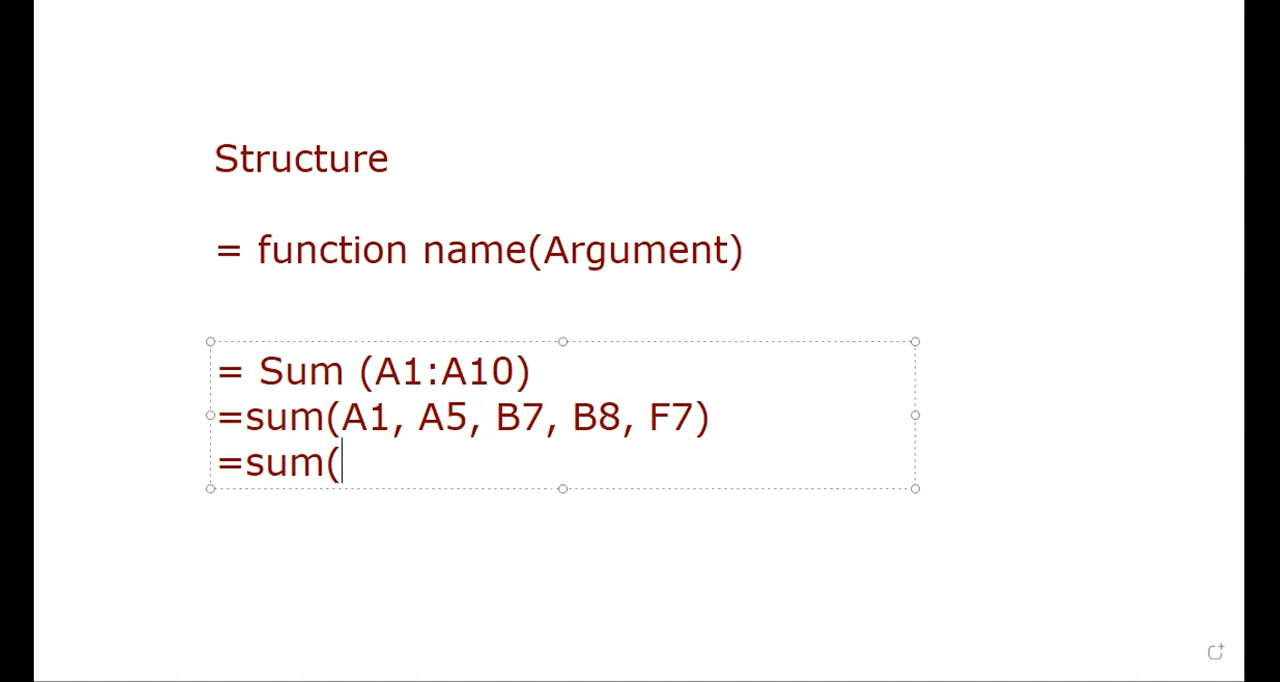 Structure
= function name(Argument)
= Sum (A1:A10)
=sum(A1, A5, B7, B8, F7)
=sum(